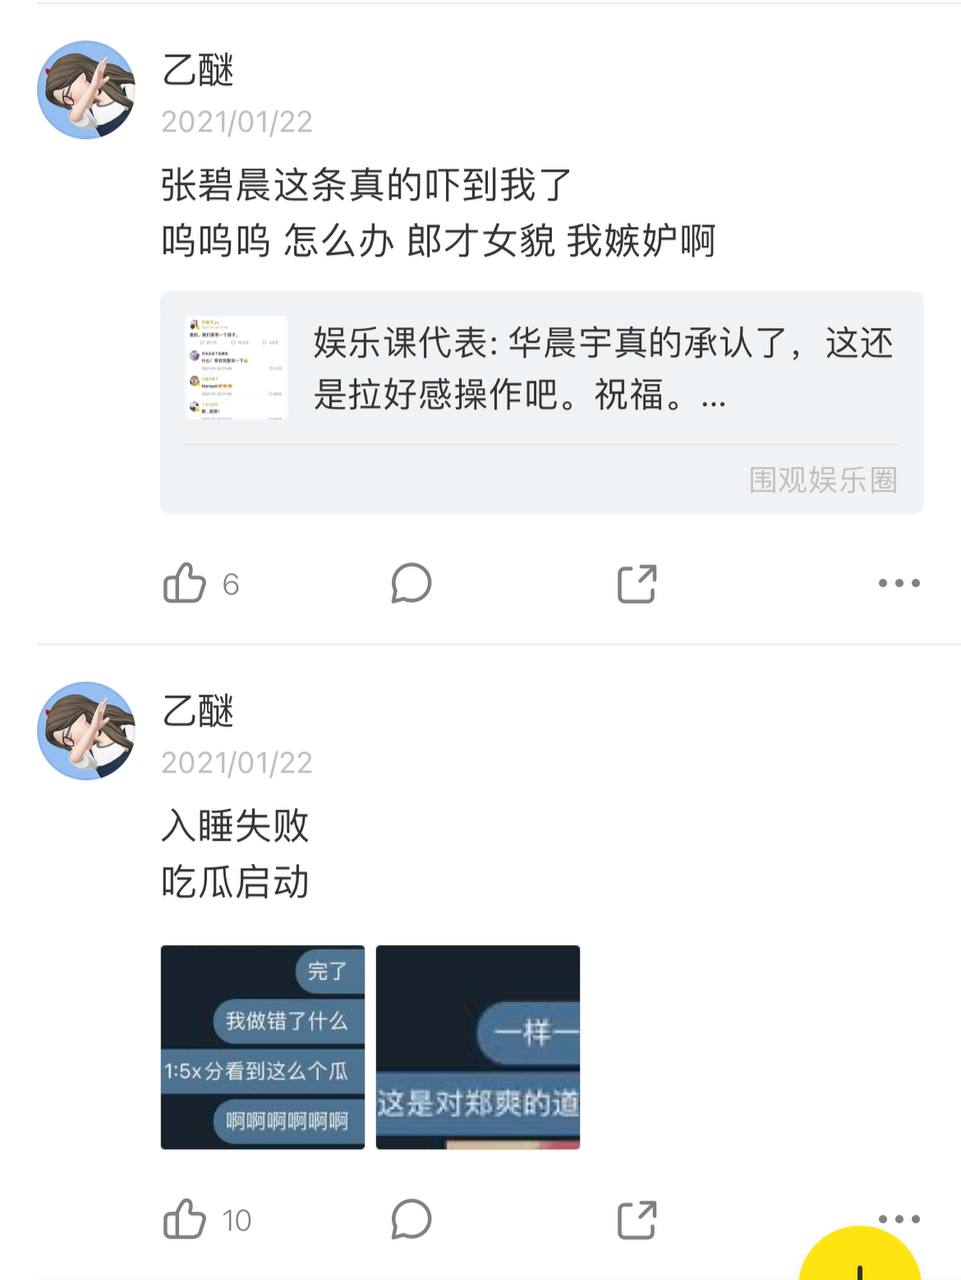 乙醚
2021/01/22
张碧晨这条真的吓到我了
呜呜呜 怎么办 郎才女貌 我嫉妒啊
娱乐课代表: 华晨宇真的承认了，这还
是拉好感操作吧。祝福。...
围观娱乐圈
6
乙醚
2021/01/22
入睡失败
吃瓜启动
完了
我做错了什么
1:5x分看到这么个瓜
啊啊啊啊啊啊
一样一
这是对郑爽的道
10